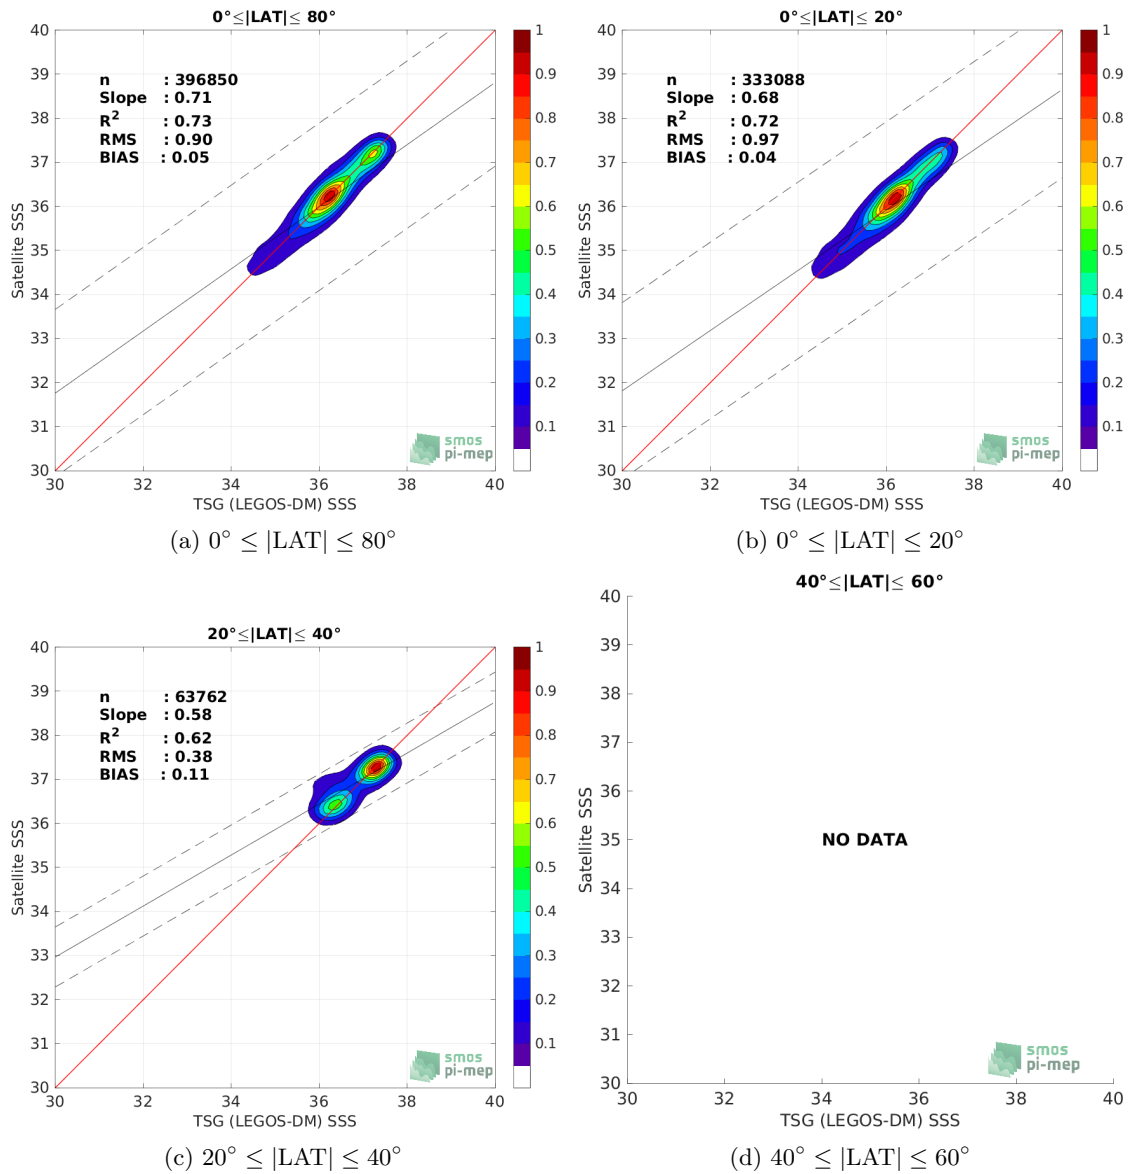 0°≤|LAT|≤ 80°
40
39
38
37
36
35
34
33
32
31
30
n : 396850
Slope : 0.71
R² : 0.73
RMS : 0.90
BIAS : 0.05
Satellite SSS
smos
pi-mep
30 32 34 36 38 40
TSG (LEGOS-DM) SSS
1
0.9
0.8
0.7
0.6
0.5
0.4
0.3
0.2
0.1
(a) 0° ≤ |LAT| ≤ 80°
0°≤|LAT|≤ 20°
40
39
38
37
36
35
34
33
32
31
30
n : 333088
Slope : 0.68
R² : 0.72
RMS : 0.97
BIAS : 0.04
Satellite SSS
smos
pi-mep
30 32 34 36 38 40
TSG (LEGOS-DM) SSS
1
0.9
0.8
0.7
0.6
0.5
0.4
0.3
0.2
0.1
(b) 0° ≤ |LAT| ≤ 20°
20°≤|LAT|≤ 40°
40
39
38
37
36
35
34
33
32
31
30
n : 63762
Slope : 0.58
R² : 0.62
RMS : 0.38
BIAS : 0.11
Satellite SSS
smos
pi-mep
30 32 34 36 38 40
TSG (LEGOS-DM) SSS
1
0.9
0.8
0.7
0.6
0.5
0.4
0.3
0.2
0.1
(c) 20° ≤ |LAT| ≤ 40°
40°≤|LAT|≤ 60°
40
39
38
37
36
35
34
33
32
31
30
NO DATA
Satellite SSS
smos
pi-mep
30 32 34 36 38 40
TSG (LEGOS-DM) SSS
(d) 40° ≤ |LAT| ≤ 60°